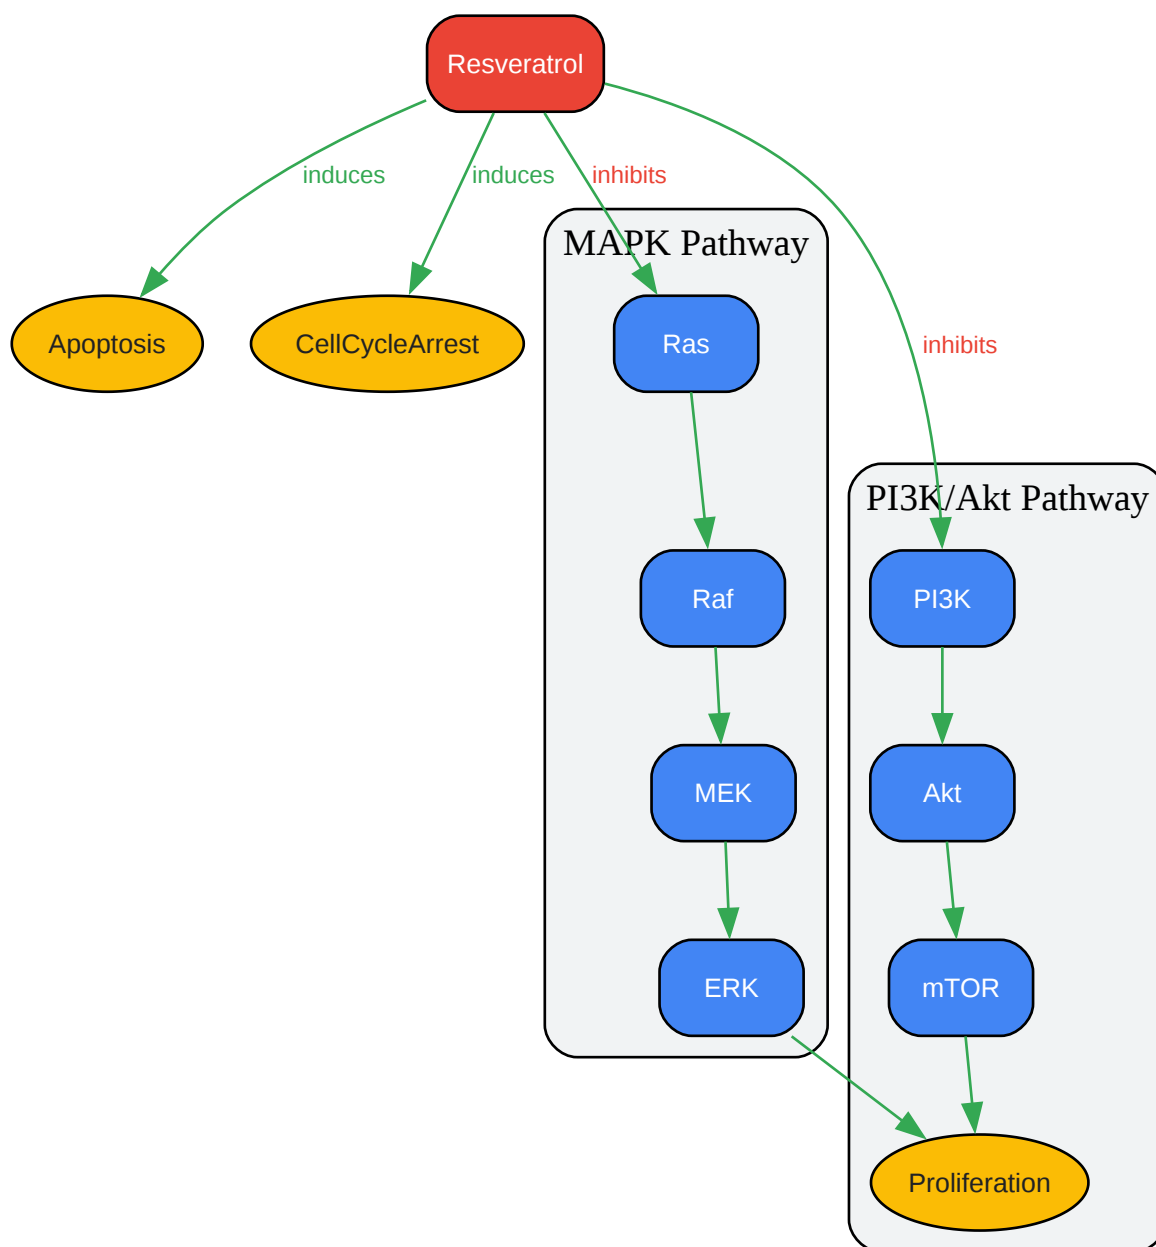 Resveratrol
induces
induces
inhibits
MAPK Pathway
Apoptosis
CellCycleArrest
Ras
inhibits
PI3K/Akt Pathway
Raf
PI3K
MEK
Akt
ERK
mTOR
Proliferation